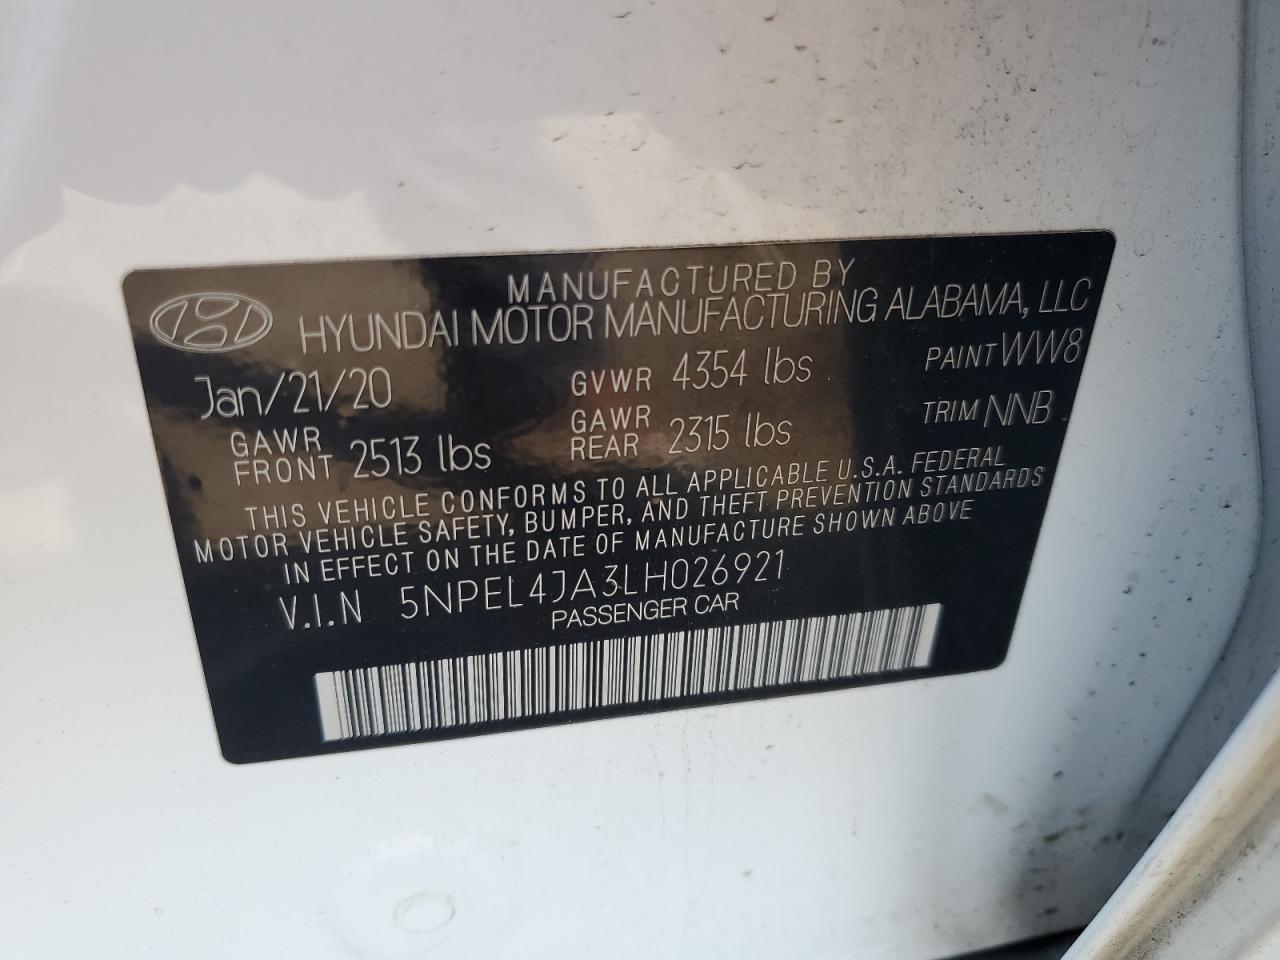 MANUFACTURED BY
HYUNDAI MOTOR MANUFACTURING ALABAMA, LLC
Jan/21/20 GVWR 4354 lbs PAINT WW8
GAWR FRONT 2513 lbs GAWR REAR 2315 lbs TRIM NNB
THIS VEHICLE CONFORMS TO ALL APPLICABLE U.S.A. FEDERAL
MOTOR VEHICLE SAFETY, BUMPER, AND THEFT PREVENTION STANDARDS
IN EFFECT ON THE DATE OF MANUFACTURE SHOWN ABOVE
V.I.N 5NPEL4JA3LH026921
PASSENGER CAR